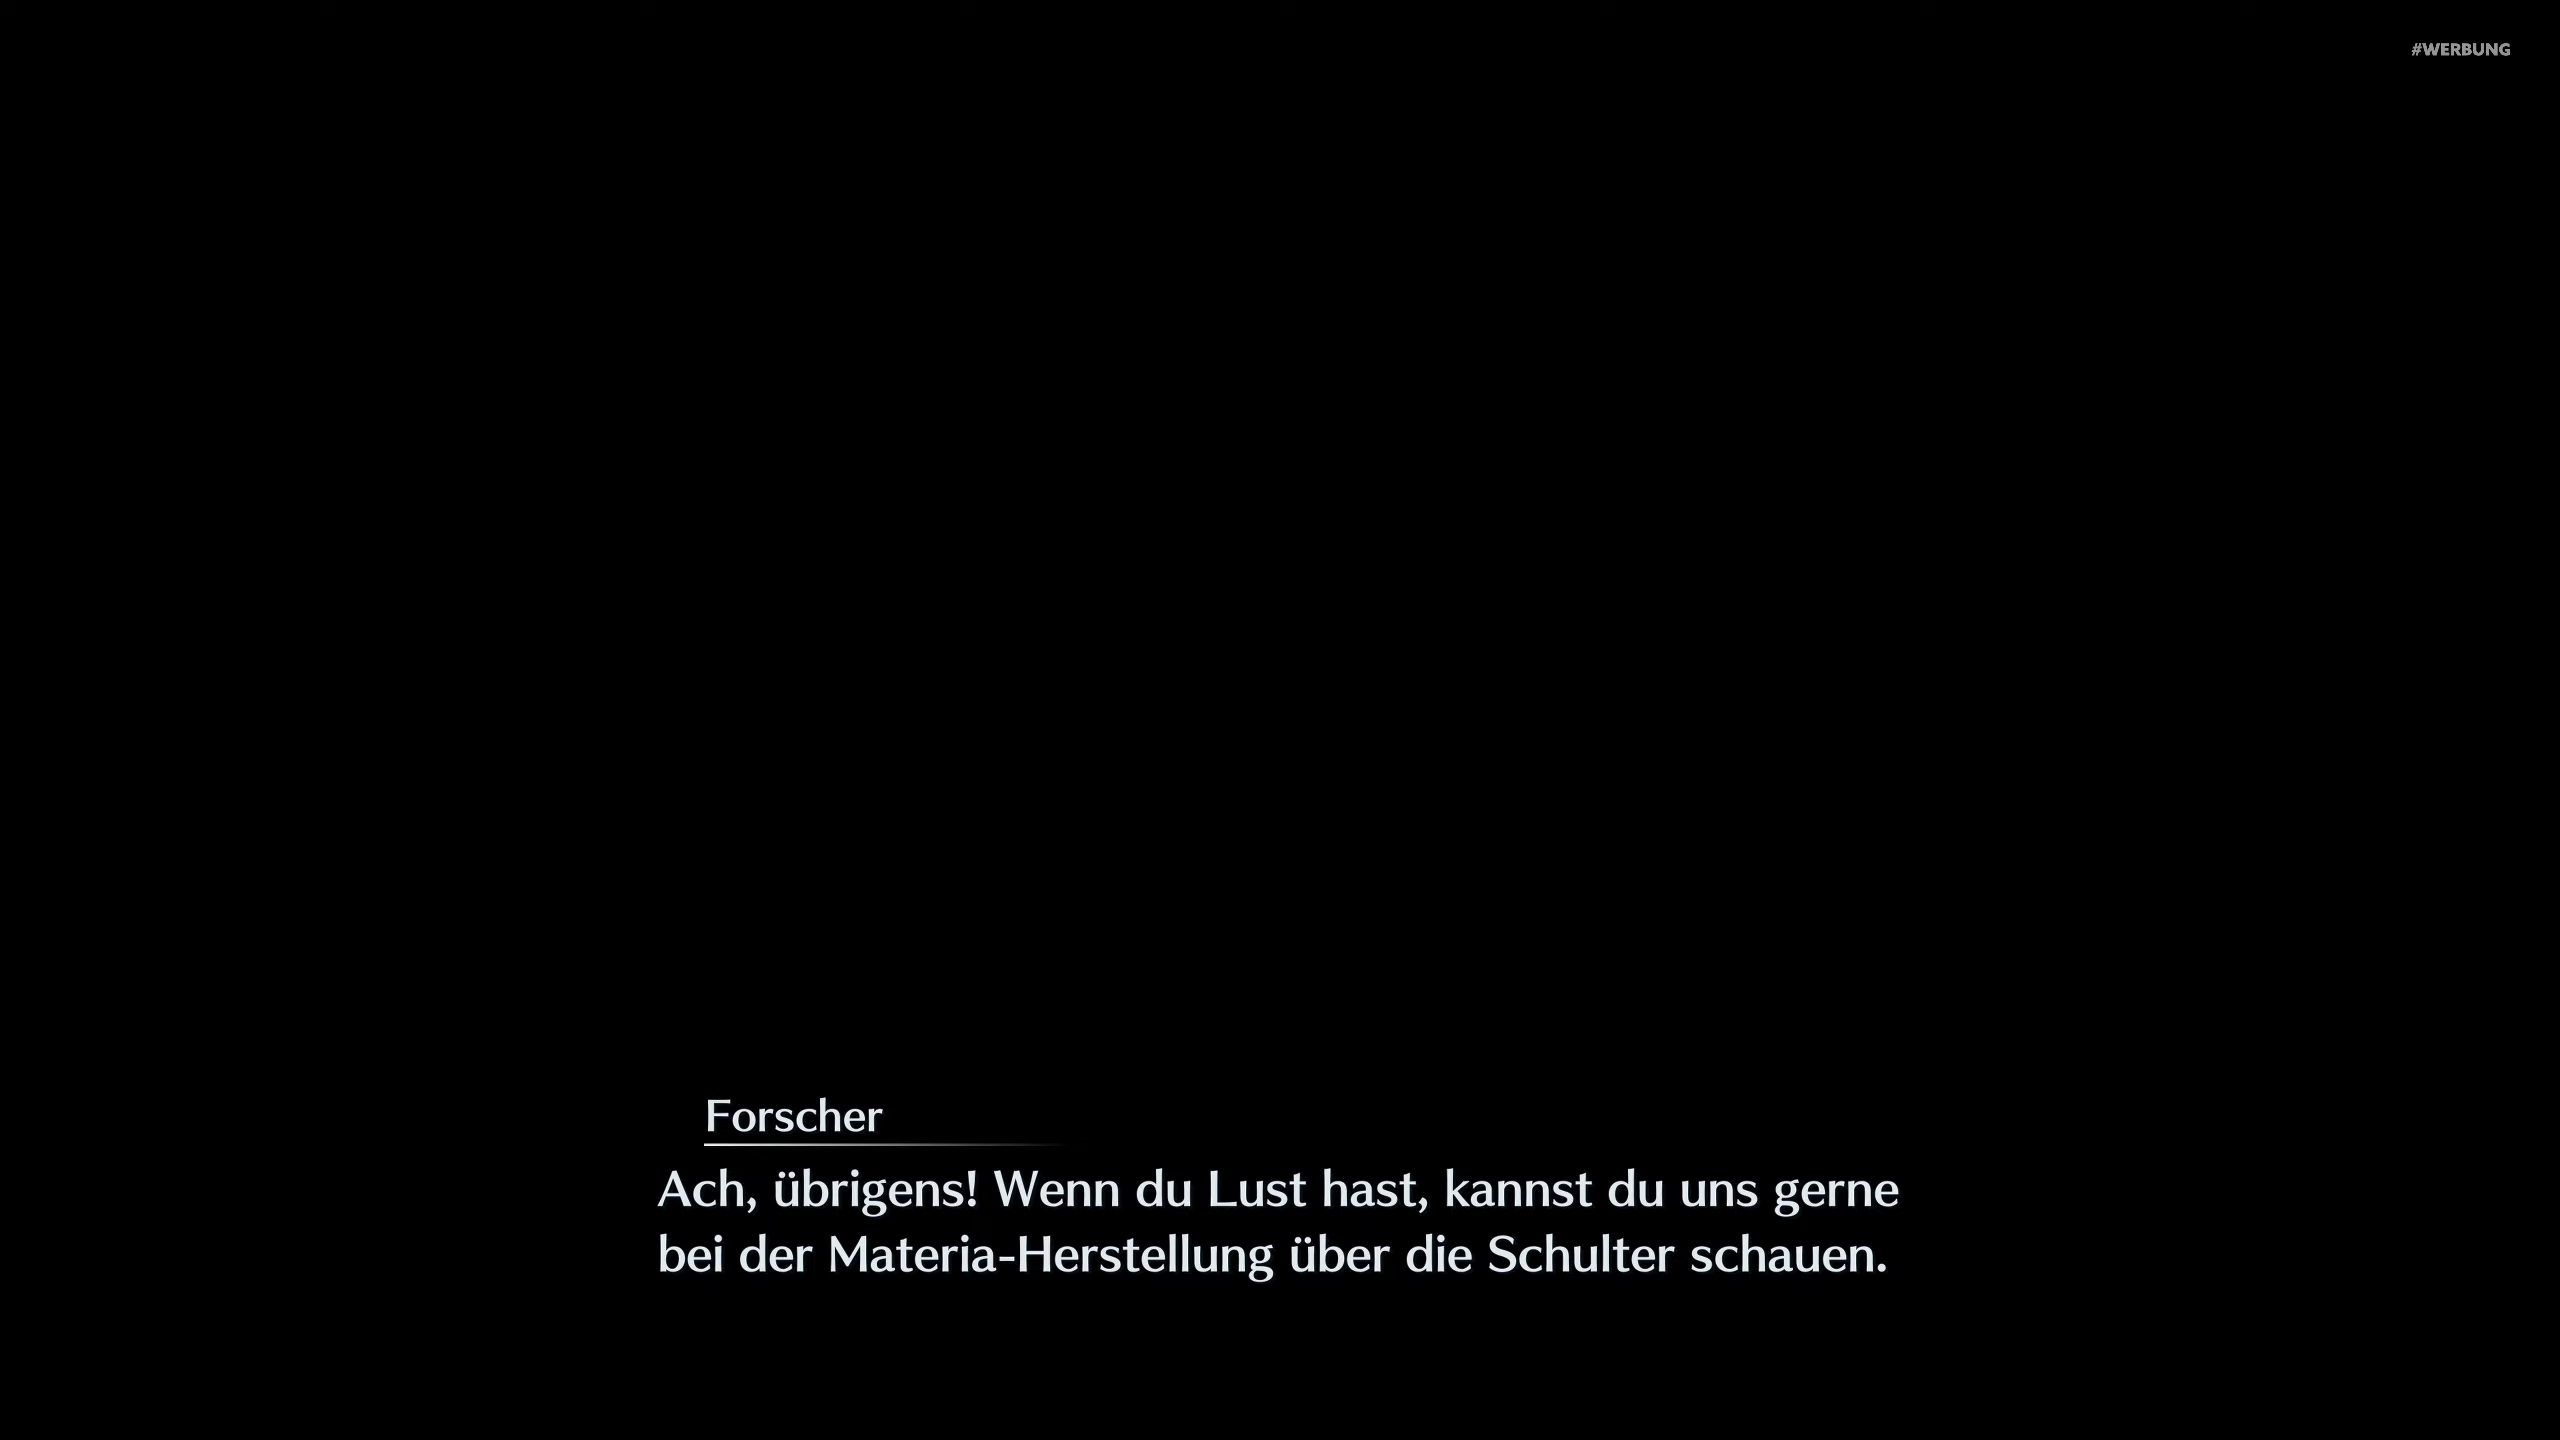 #WERBUNG
Forscher
Ach, übrigens! Wenn du Lust hast, kannst du uns gerne
bei der Materia-Herstellung über die Schulter schauen.